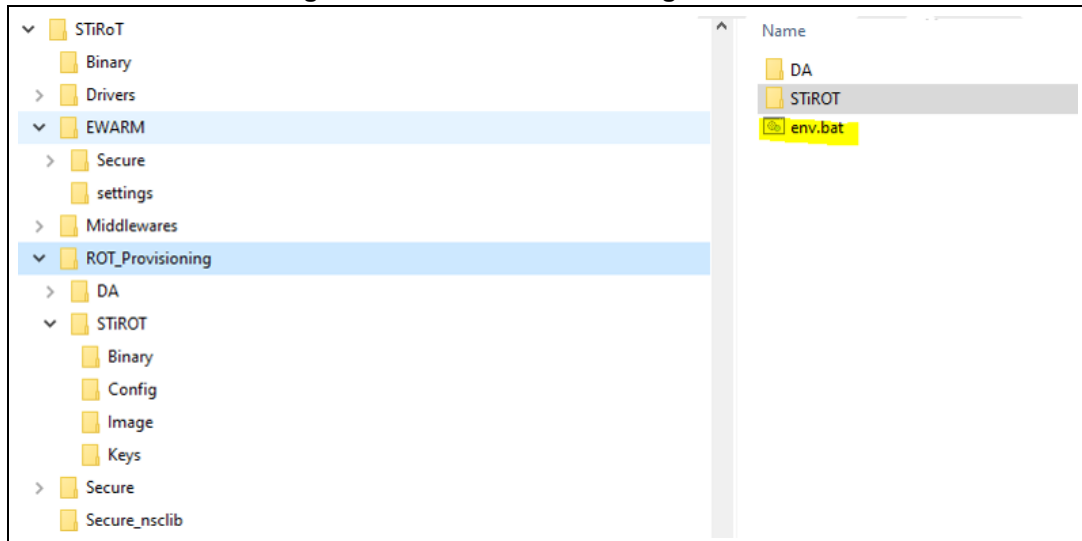 STiRoT
Binary
Drivers
EWARM
Secure
settings
Middlewares
ROT_Provisioning
DA
STiROT
Binary
Config
Image
Keys
Secure
Secure_nsclib
Name
DA
STiROT
env.bat